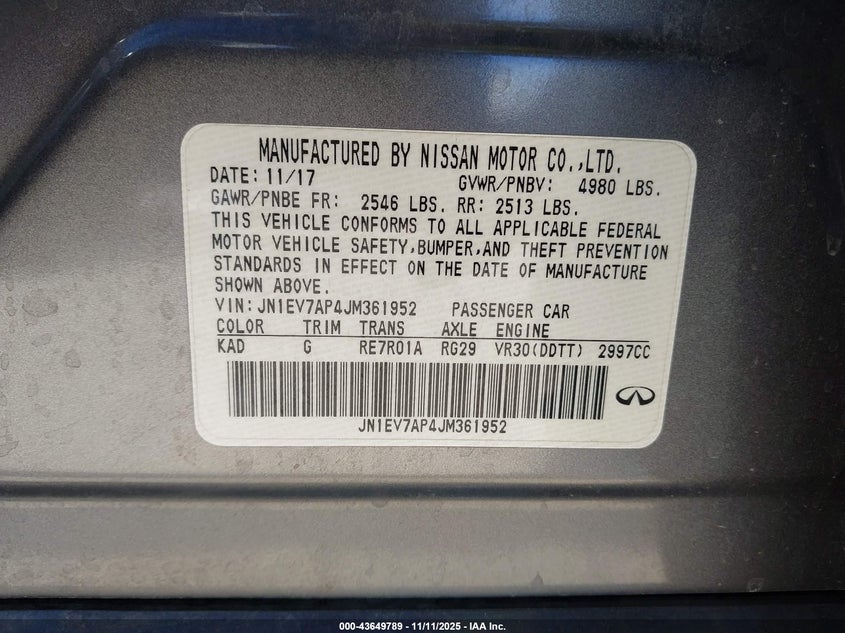 MANUFACTURED BY NISSAN MOTOR CO.,LTD.
DATE: 11/17 GVWR/PNBV: 4980 LBS.
GAWR/PNBE FR: 2546 LBS. RR: 2513 LBS.
THIS VEHICLE CONFORMS TO ALL APPLICABLE FEDERAL
MOTOR VEHICLE SAFETY,BUMPER,AND THEFT PREVENTION
STANDARDS IN EFFECT ON THE DATE OF MANUFACTURE
SHOWN ABOVE.
VIN: JN1EV7AP4JM361952 PASSENGER CAR
COLOR TRIM TRANS AXLE ENGINE
KAD G RE7R01A RG29 VR30(DDTT) 2997CC
JN1EV7AP4JM361952
000-43649789 - 11/11/2025 - IAA Inc.